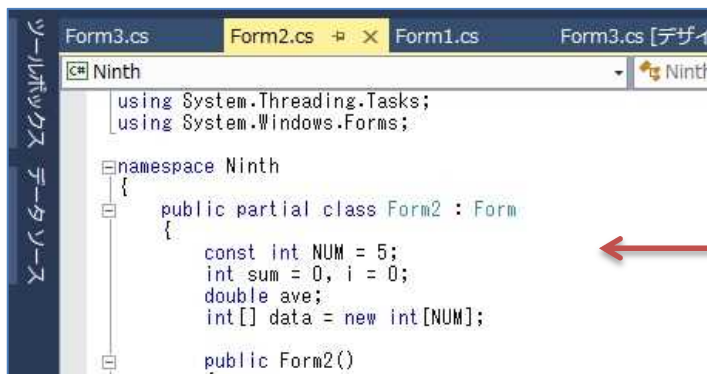 ツールボックス データソース
Form3.cs Form2.cs Form1.cs Form3.cs [デザイ
C# Ninth Ninth
using System.Threading.Tasks;
using System.Windows.Forms;
namespace Ninth
{
public partial class Form2 : Form
{
const int NUM = 5;
int sum = 0, i = 0;
double ave;
int[] data = new int[NUM];
public Form2()